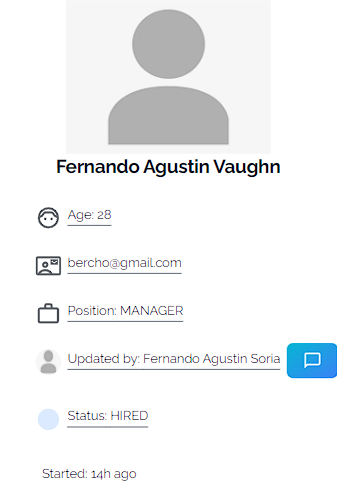 Fernando Agustin Vaughn
Age: 28
bercho@gmail.com
Position: MANAGER
Updated by: Fernando Agustin Soria
Status: HIRED
Started: 14h ago